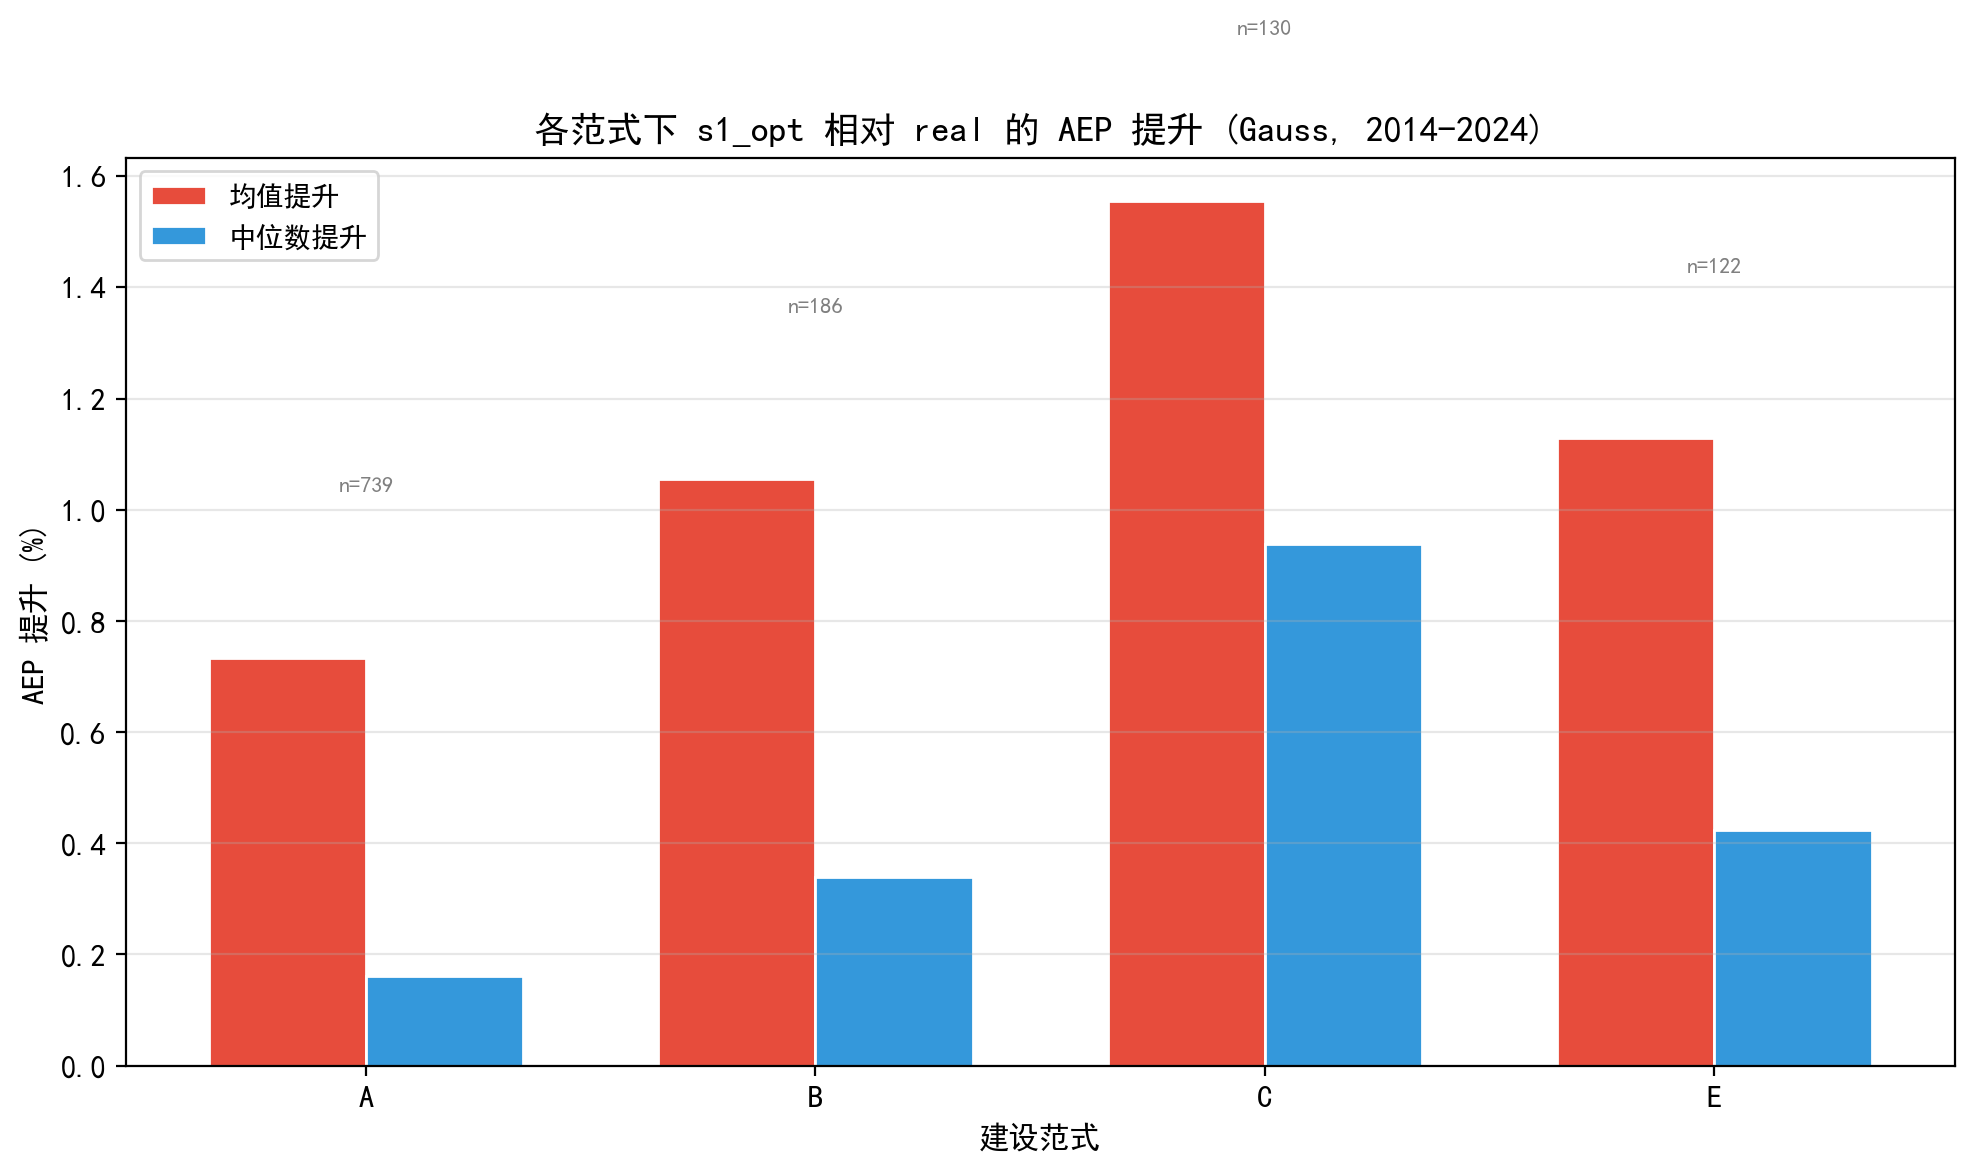 n=130
各范式下 s1_opt 相对 real 的 AEP 提升 (Gauss, 2014-2024)
均值提升
中位数提升
n=122
n=186
n=739
AEP 提升 (%)
1.6
1.4
1.2
1.0
0.8
0.6
0.4
0.2
0.0
A
B
C
E
建设范式